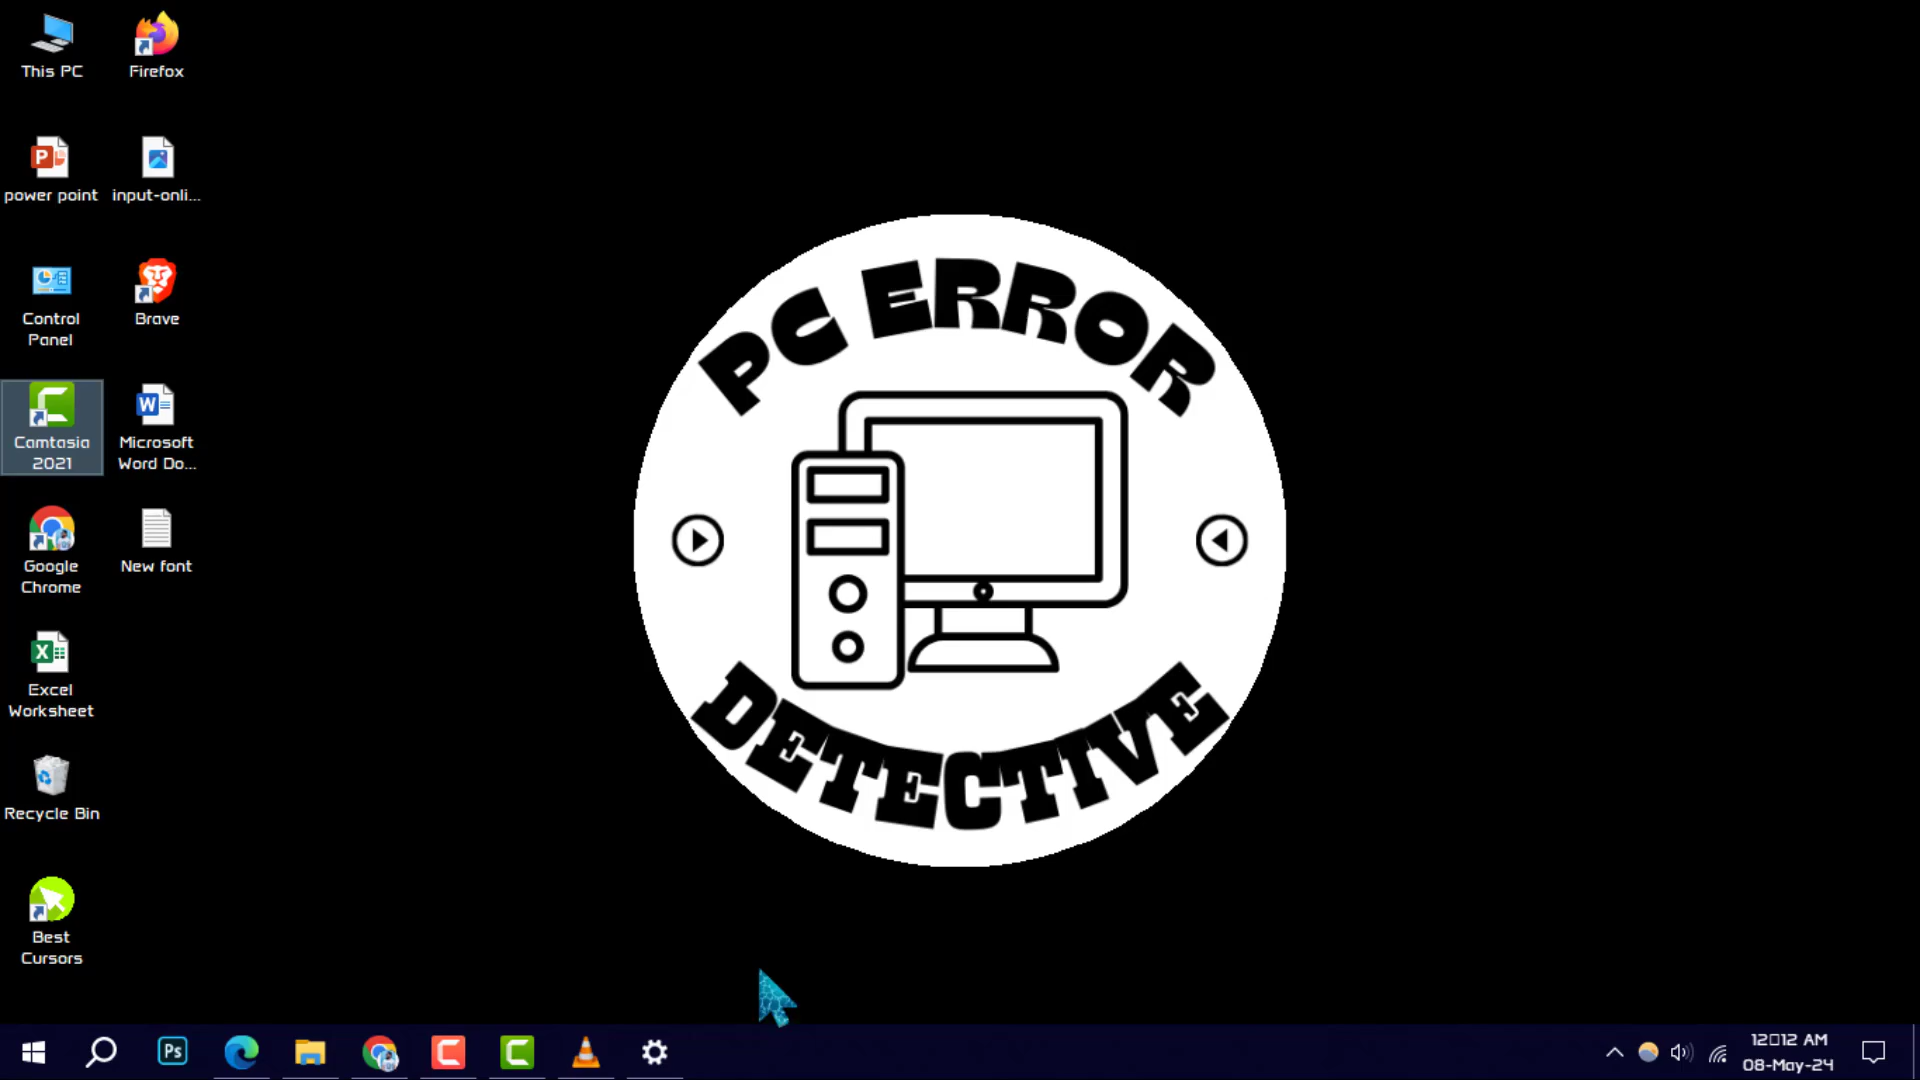 This PC
Firefox
power point
input-onli...
Control
Panel
Brave
Camtasia
2021
Microsoft
Word Do...
Google
Chrome
New font
Excel
Worksheet
Recycle Bin
Best
Cursors
PC ERROR
DETECTIVE
Ps
12▯12 AM
08-May-24